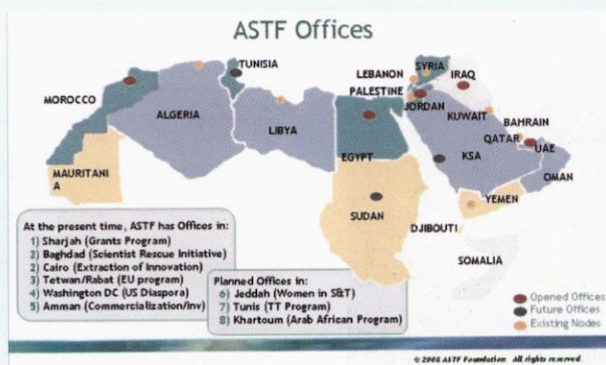 ASTF Offices
TUNISIA
SYRIA
LEBANON
IRAQ
PALESTINE
MOROCCO
JORDAN
ALGERIA
KUWAIT
LIBYA
BAHRAIN
QATAR
UAE
EGYPT
KSA
MAURITANI
A
OMAN
YEMEN
SUDAN
DJIBOUTI
SOMALIA
At the present time, ASTF has Offices in:
1) Sharjah (Grants Program)
2) Baghdad (Scientist Rescue Initiative)
2) Cairo (Extraction of Innovation)
3) Tetwan/Rabat (EU program)
4) Washington DC (US Diaspora)
5) Amman (Commercialization/Inv)
Planned Offices in:
6) Jeddah (Women in S&T)
7) Tunis (TT Program)
8) Khartoum (Arab African Program)
Opened Offices
Future Offices
Existing Nodes
© 2008 ASTF Foundation All rights reserved.